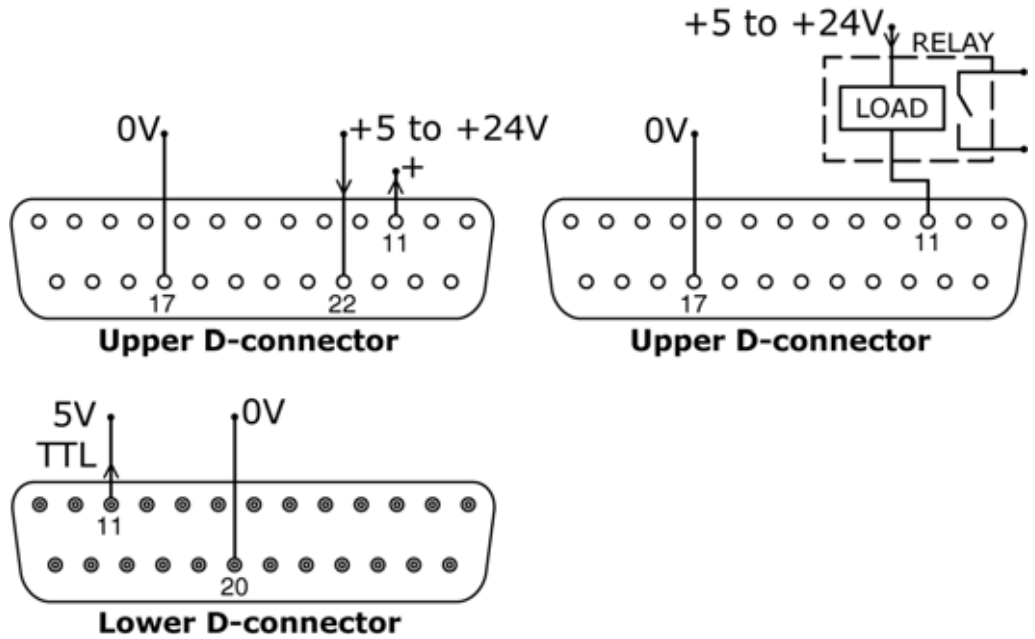 0V
+5 to +24V
+
11
17
22
Upper D-connector
+5 to +24V
RELAY
LOAD
0V
11
17
Upper D-connector
5V
TTL
0V
11
20
Lower D-connector